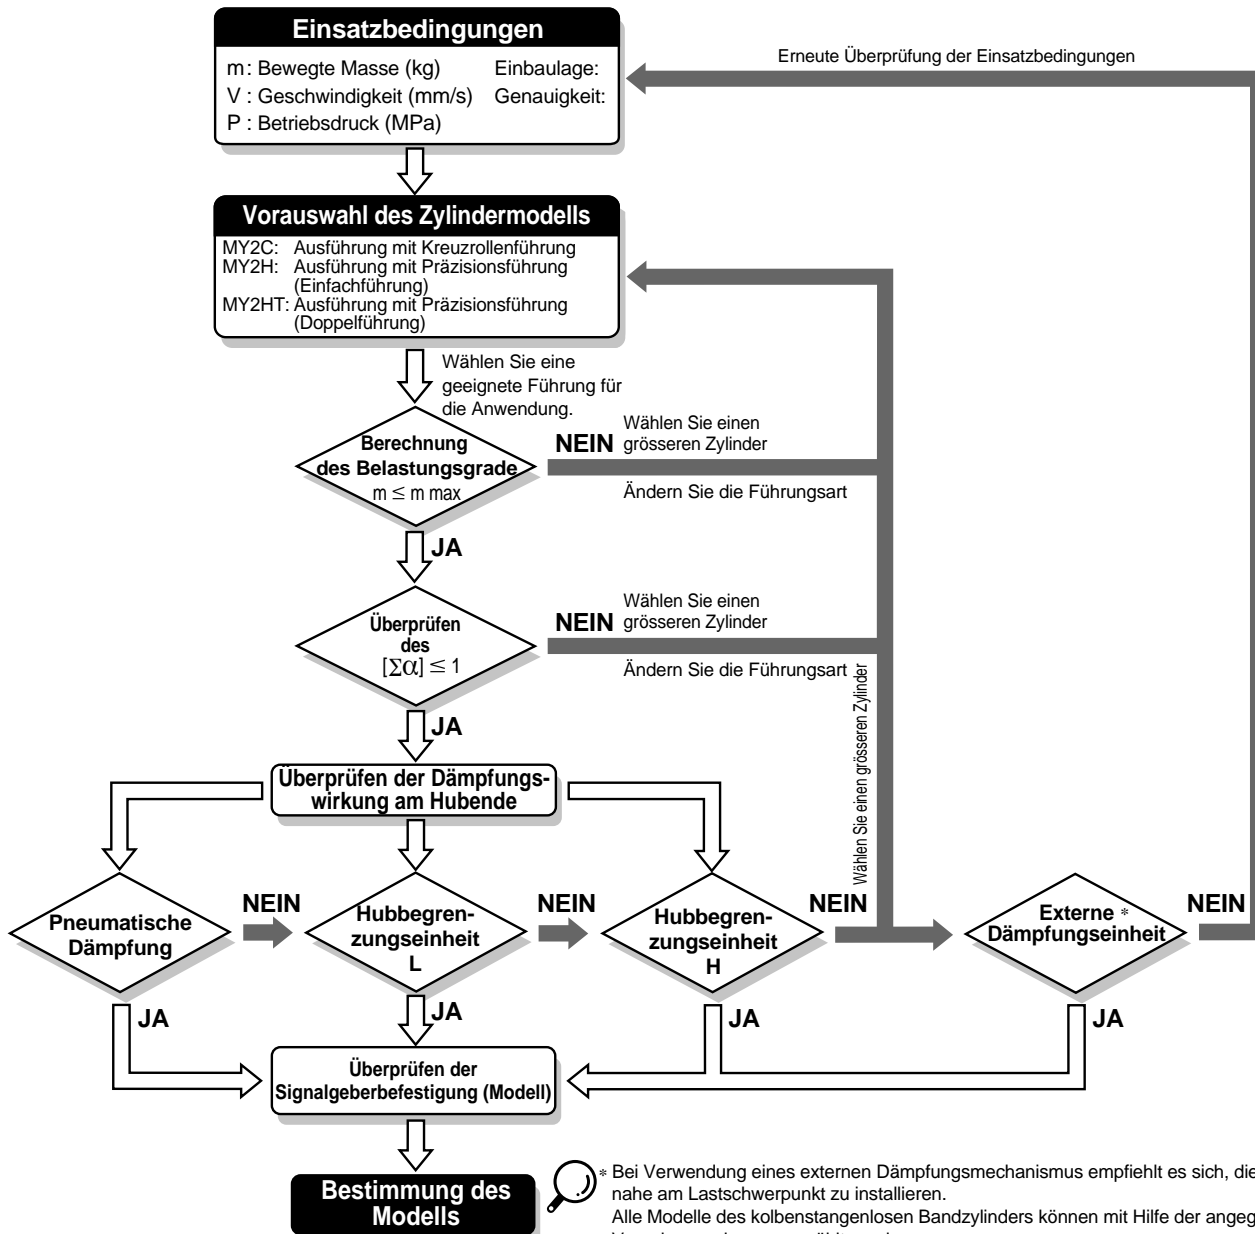 Einsatzbedingungen
m : Bewegte Masse (kg) Einbaulage:
V : Geschwindigkeit (mm/s) Genauigkeit:
P : Betriebsdruck (MPa)
Erneute Überprüfung der Einsatzbedingungen
Vorauswahl des Zylindermodells
MY2C: Ausführung mit Kreuzrollenführung
MY2H: Ausführung mit Präzisionsführung
(Einfachführung)
MY2HT: Ausführung mit Präzisionsführung
(Doppelführung)
Wählen Sie eine
geeignete Führung für
die Anwendung.
Berechnung
des Belastungsgrade
m ≤ m max
NEIN
Wählen Sie einen
grösseren Zylinder
Ändern Sie die Führungsart
JA
Überprüfen
des
[Σα] ≤ 1
NEIN
Wählen Sie einen
grösseren Zylinder
Ändern Sie die Führungsart
JA
Wählen Sie einen grösseren Zylinder
Überprüfen der Dämpfungs-
wirkung am Hubende
Pneumatische
Dämpfung
NEIN
Hubbegren-
zungseinheit
L
NEIN
Hubbegren-
zungseinheit
H
NEIN
Externe *
Dämpfungseinheit
NEIN
JA
JA
JA
JA
Überprüfen der
Signalgeberbefestigung (Modell)
Bestimmung des
Modells
* Bei Verwendung eines externen Dämpfungsmechanismus empfiehlt es sich, die
nahe am Lastschwerpunkt zu installieren.
Alle Modelle des kolbenstangenlosen Bandzylinders können mit Hilfe der angeg